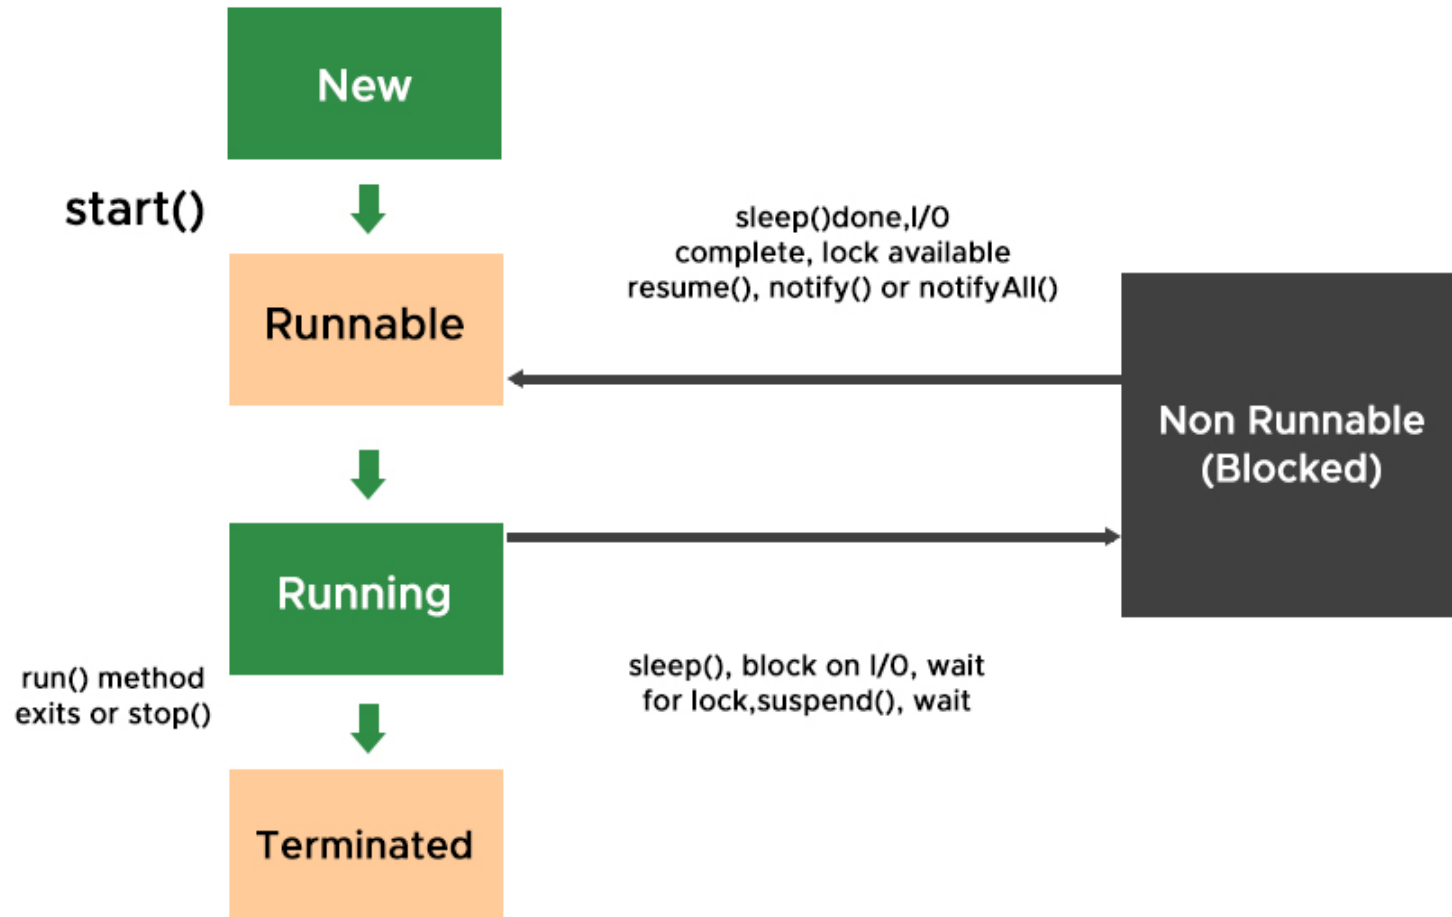 New
start()
sleep()done,I/O
complete, lock available
resume(), notify() or notifyAll()
Runnable
Non Runnable
(Blocked)
Running
run() method
exits or stop()
sleep(), block on I/O, wait
for lock,suspend(), wait
Terminated